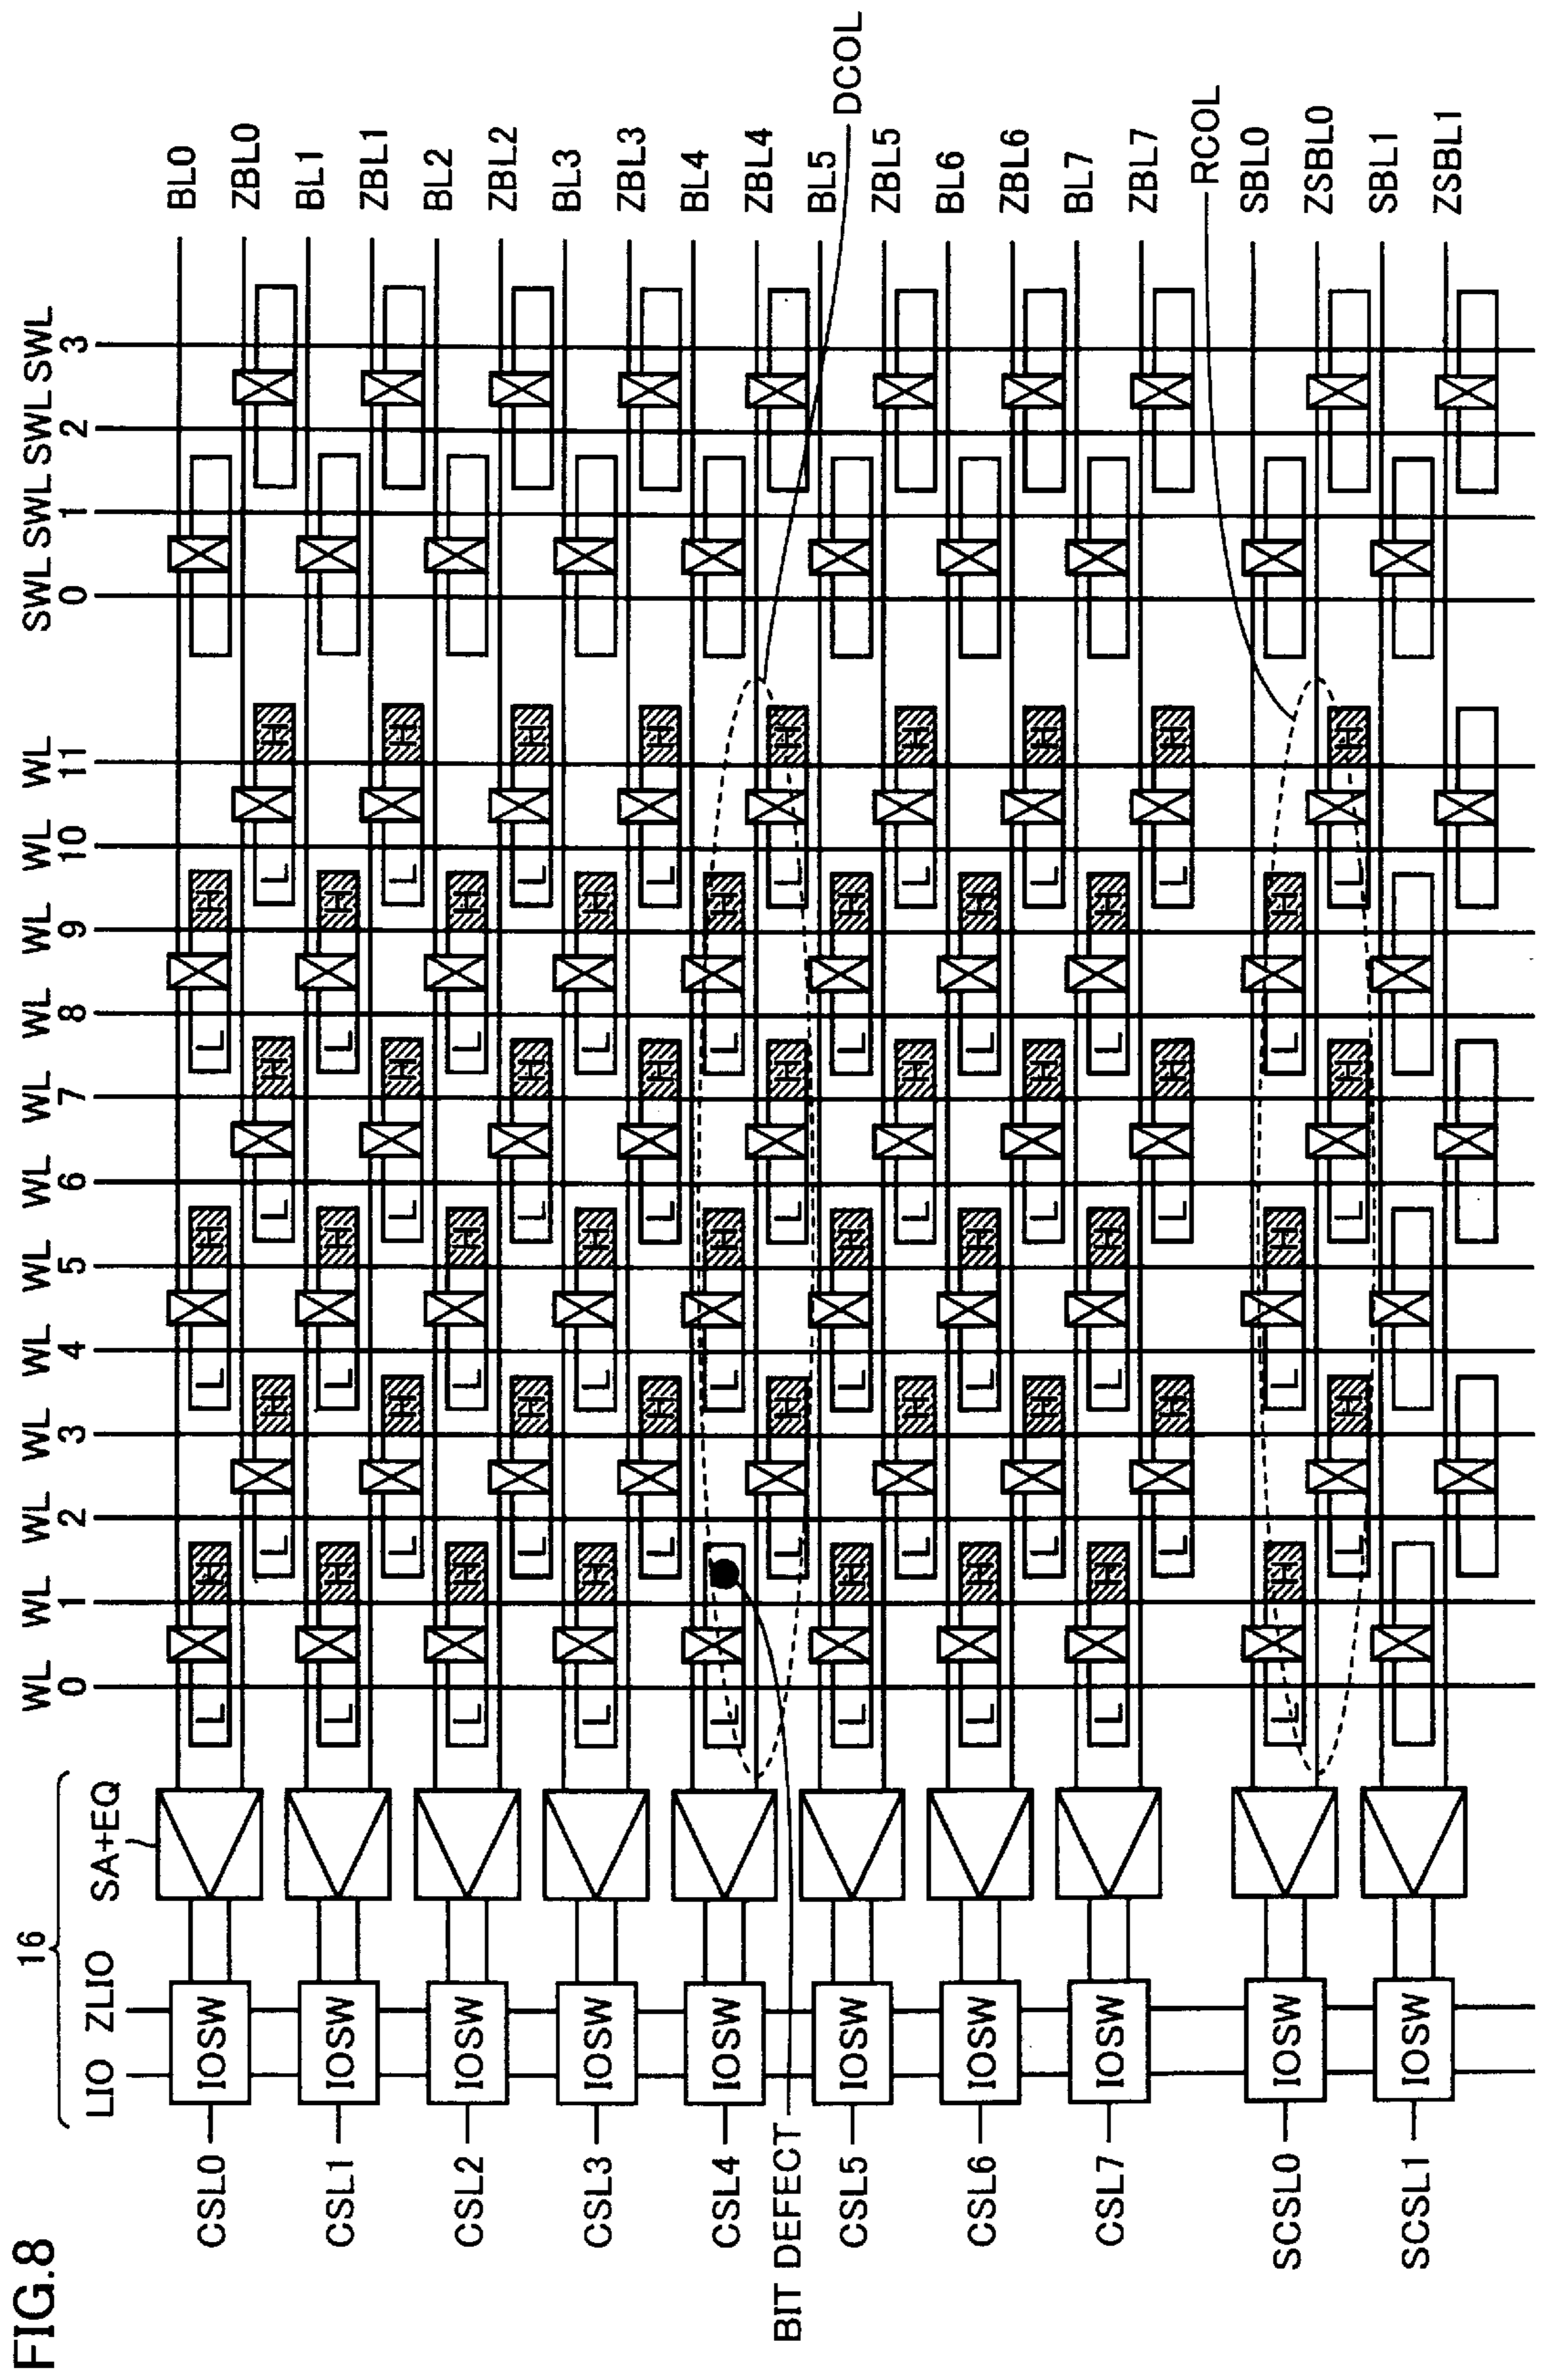 FIG.8
16
LIO ZLIO SA+EQ WL WL WL WL WL WL WL WL WL WL WL WL SWL SWL SWL SWL
0 1 2 3 4 5 6 7 8 9 10 11 0 1 2 3
CSL0 IOSW L H L H L H BL0
L H L H L H ZBL0
CSL1 IOSW L H L H L H BL1
L H L H L H ZBL1
CSL2 IOSW L H L H L H BL2
L H L H L H ZBL2
CSL3 IOSW L H L H L H BL3
L H L H L H ZBL3
CSL4 IOSW L L H L H BL4
L H L H L H ZBL4
BIT DEFECT
DCOL
CSL5 IOSW L H L H L H BL5
L H L H L H ZBL5
CSL6 IOSW L H L H L H BL6
L H L H L H ZBL6
CSL7 IOSW L H L H L H BL7
L H L H L H ZBL7
RCOL
SCSL0 IOSW L H L H L H SBL0
L H L H L H ZSBL0
SCSL1 IOSW SBL1
ZSBL1